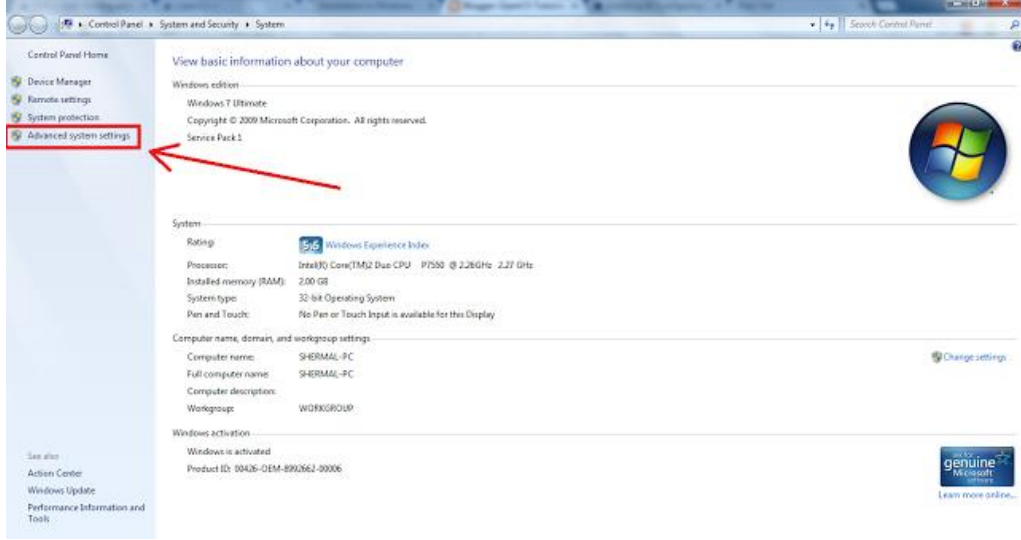 Control Panel ▸ System and Security ▸ System
Search Control Panel
Control Panel Home
Device Manager
Remote settings
System protection
Advanced system settings
See also
Action Center
Windows Update
Performance Information and
Tools
View basic information about your computer
Windows edition
Windows 7 Ultimate
Copyright © 2009 Microsoft Corporation. All rights reserved.
Service Pack 1
System
Rating:
5,6 Windows Experience Index
Processor: Intel(R) Core(TM)2 Duo CPU P7550 @ 2.26GHz 2.27 GHz
Installed memory (RAM): 2.00 GB
System type: 32-bit Operating System
Pen and Touch: No Pen or Touch Input is available for this Display
Computer name, domain, and workgroup settings
Computer name: SHERMAL-PC
Change settings
Full computer name: SHERMAL-PC
Computer description:
Workgroup: WORKGROUP
Windows activation
Windows is activated
Product ID: 00426-OEM-8992662-00006
ask for
genuine
Microsoft
software
Learn more online...